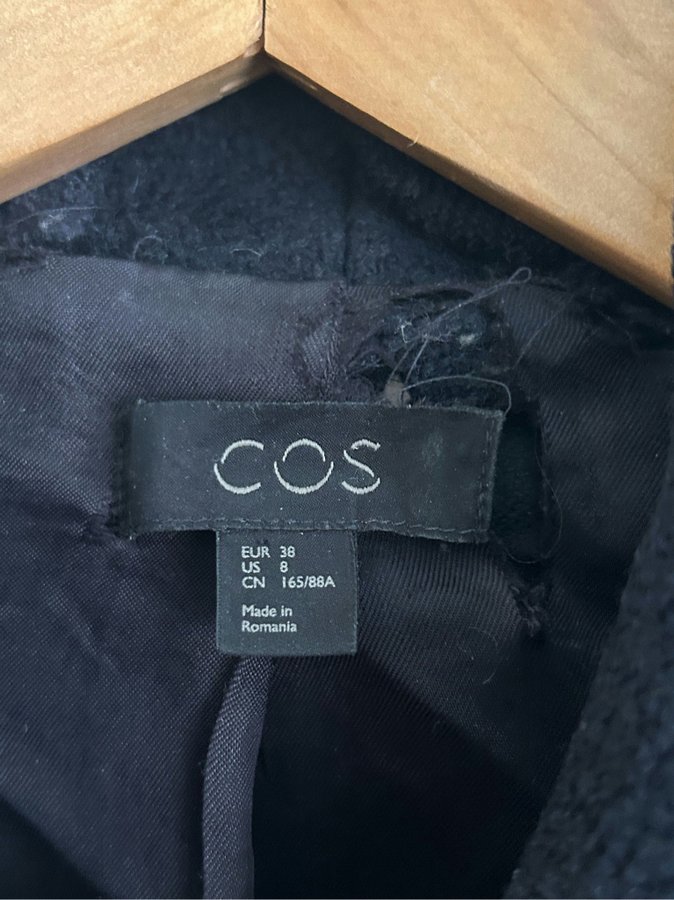 COS
EUR 38
US 8
CN 165/88A
Made in
Romania